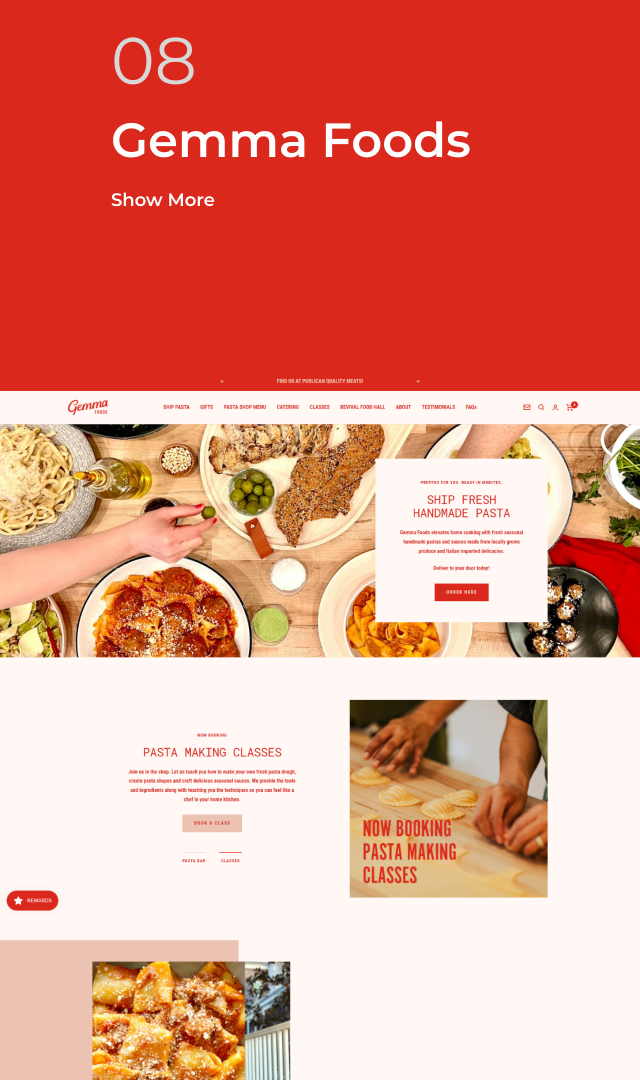 08
Gemma Foods
Show More
FIND US AT PUBLICAN QUALITY MEATS!
Gemma
FOODS
SHIP PASTA GIFTS PASTA SHOP MENU CATERING CLASSES REVIVAL FOOD HALL ABOUT TESTIMONIALS FAQs
PREPPED FOR YOU, READY IN MINUTES.
SHIP FRESH
HANDMADE PASTA
Gemma Foods elevates home cooking with fresh seasonal
handmade pastas and sauces made from locally grown
produce and Italian imported delicacies.
Deliver to your door today!
ORDER HERE
NOW BOOKING
PASTA MAKING CLASSES
Join us in the shop. Let us teach you how to make your own fresh pasta dough,
create pasta shapes and craft delicious seasonal sauces. We provide the tools
and ingredients along with teaching you the techniques so you can feel like a
chef in your home kitchen.
BOOK A CLASS
PASTA BAR CLASSES
NOW BOOKING
PASTA MAKING
CLASSES
REWARDS